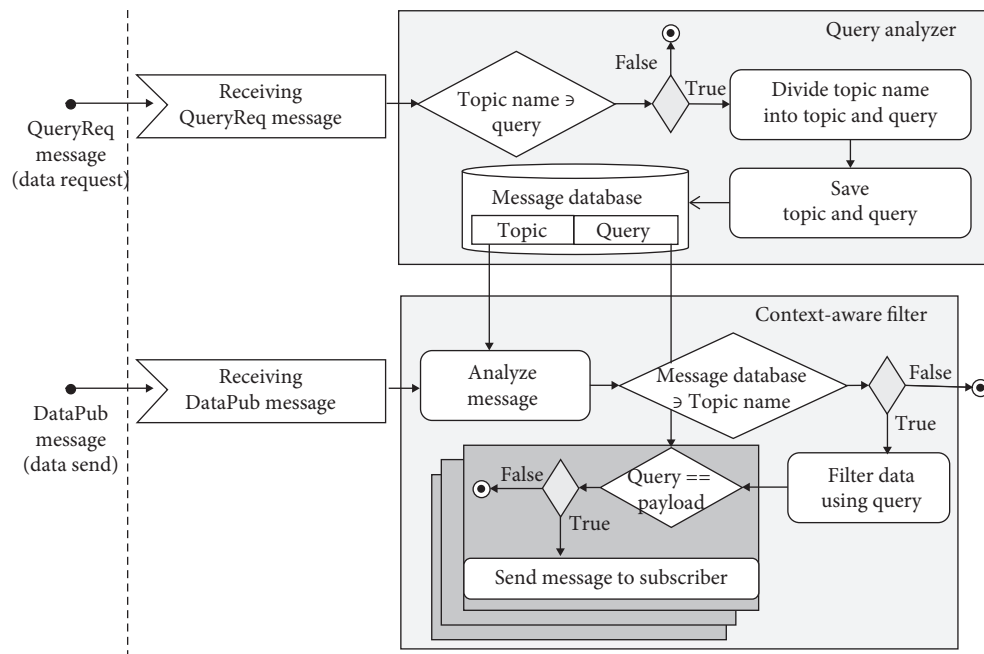 Query analyzer
False
True
Receiving
QueryReq message
Topic name ∋
query
Divide topic name
into topic and query
QueryReq
message
(data request)
Save
topic and query
Message database
Topic
Query
Context-aware filter
Receiving
DataPub message
Analyze
message
Message database
∋ Topic name
False
True
DataPub
message
(data send)
Filter data
using query
Query ==
payload
False
True
Send message to subscriber